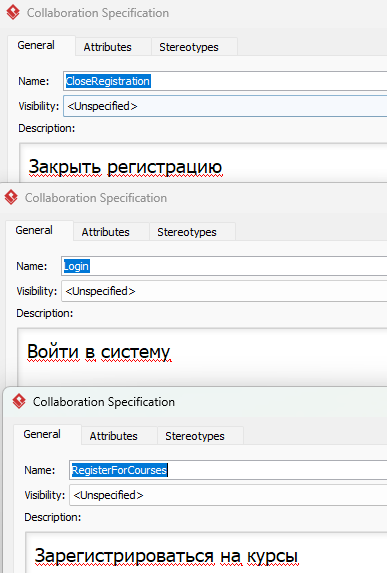 Collaboration Specification
General Attributes Stereotypes
Name: CloseRegistration
Visibility: <Unspecified>
Description:
Закрыть регистрацию
Collaboration Specification
General Attributes Stereotypes
Name: Login
Visibility: <Unspecified>
Description:
Войти в систему
Collaboration Specification
General Attributes Stereotypes
Name: RegisterForCourses
Visibility: <Unspecified>
Description:
Зарегистрироваться на курсы